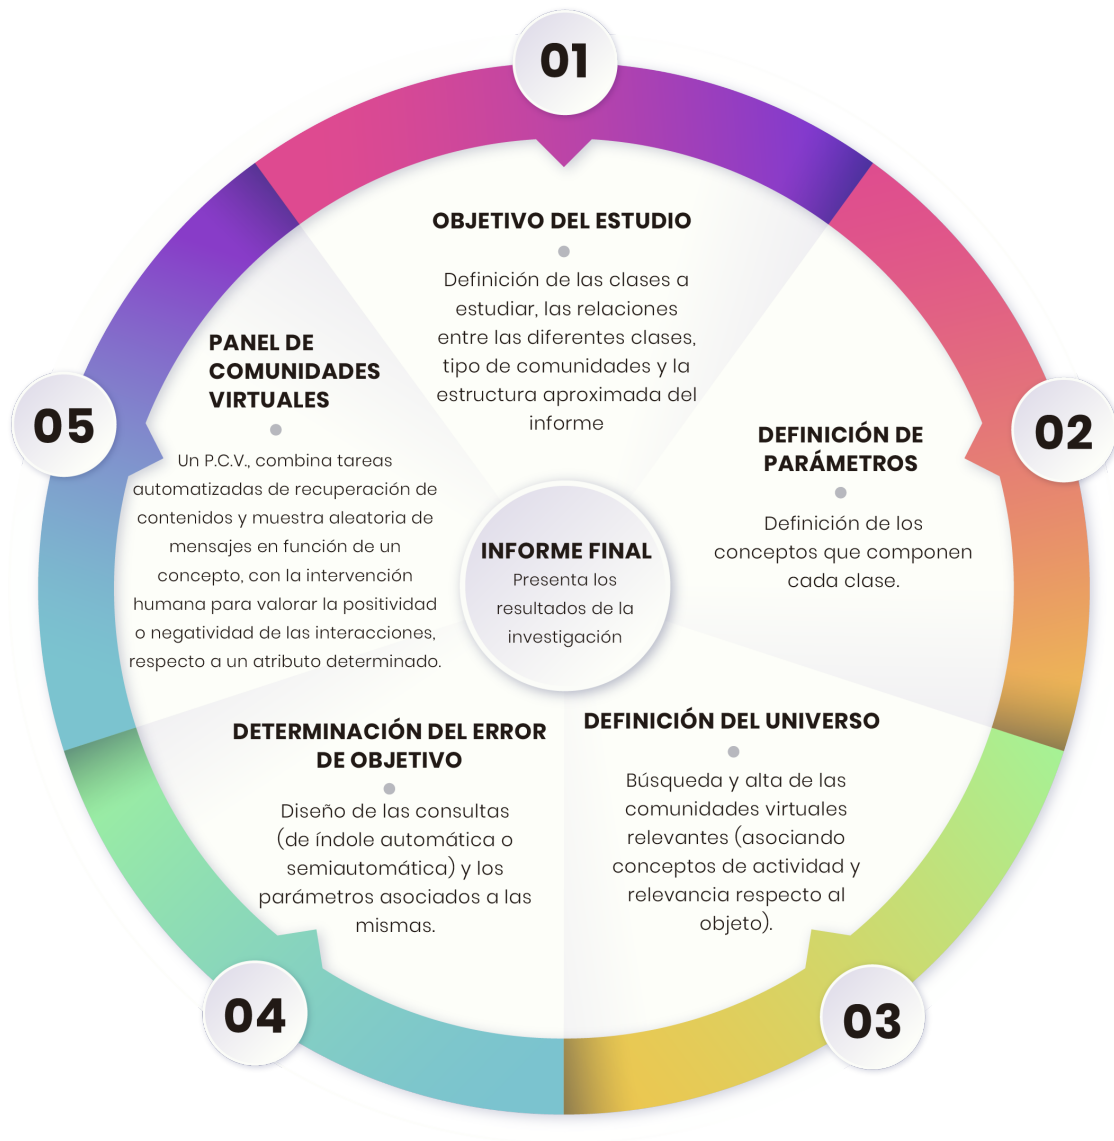 01
OBJETIVO DEL ESTUDIO
Definición de las clases a
estudiar, las relaciones
entre las diferentes clases,
tipo de comunidades y la
estructura aproximada del
informe
02
DEFINICIÓN DE
PARÁMETROS
Definición de los
conceptos que componen
cada clase.
03
DEFINICIÓN DEL UNIVERSO
Búsqueda y alta de las
comunidades virtuales
relevantes (asociando
conceptos de actividad y
relevancia respecto al
objeto).
04
DETERMINACIÓN DEL ERROR
DE OBJETIVO
Diseño de las consultas
(de índole automática o
semiautomática) y los
parámetros asociados a las
mismas.
05
PANEL DE
COMUNIDADES
VIRTUALES
Un P.C.V., combina tareas
automatizadas de recuperación de
contenidos y muestra aleatoria de
mensajes en función de un
concepto, con la intervención
humana para valorar la positividad
o negatividad de las interacciones,
respecto a un atributo determinado.
INFORME FINAL
Presenta los
resultados de la
investigación